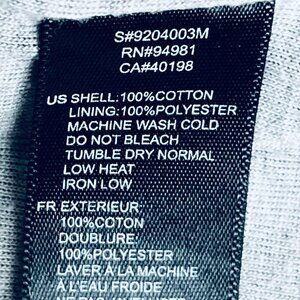 S#9204003M
RN#94981
CA#40198
US SHELL:100%COTTON
LINING:100%POLYESTER
MACHINE WASH COLD
DO NOT BLEACH
TUMBLE DRY NORMAL
LOW HEAT
IRON LOW
FR EXTERIEUR:
100%COTON
DOUBLURE:
100%POLYESTER
LAVER À LA MACHINE
À L'EAU FROIDE